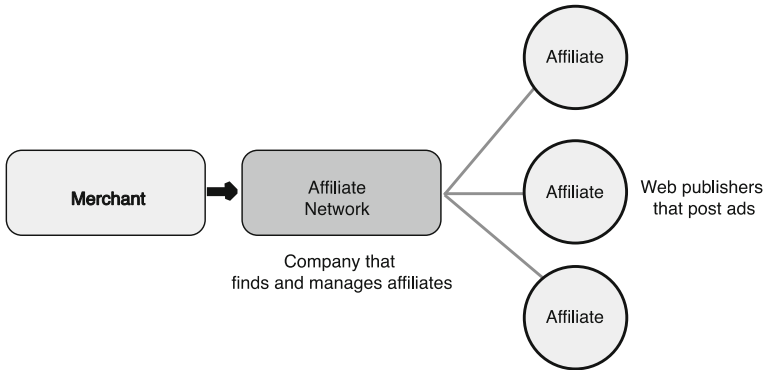 Affiliate
Merchant
Affiliate
Network
Affiliate
Web publishers
that post ads
Company that
finds and manages affiliates
Affiliate